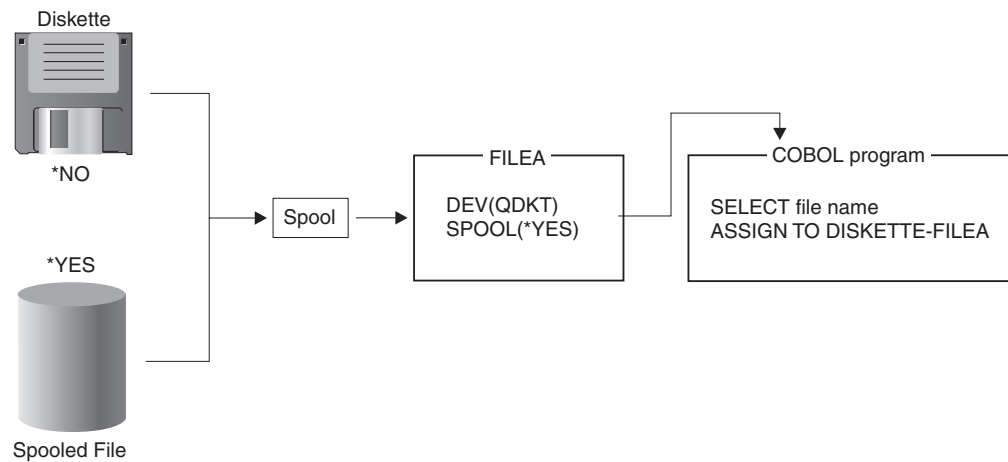 Diskette
*NO
*YES
Spooled File
Spool
FILEA
DEV(QDKT)
SPOOL(*YES)
COBOL program
SELECT file name
ASSIGN TO DISKETTE-FILEA